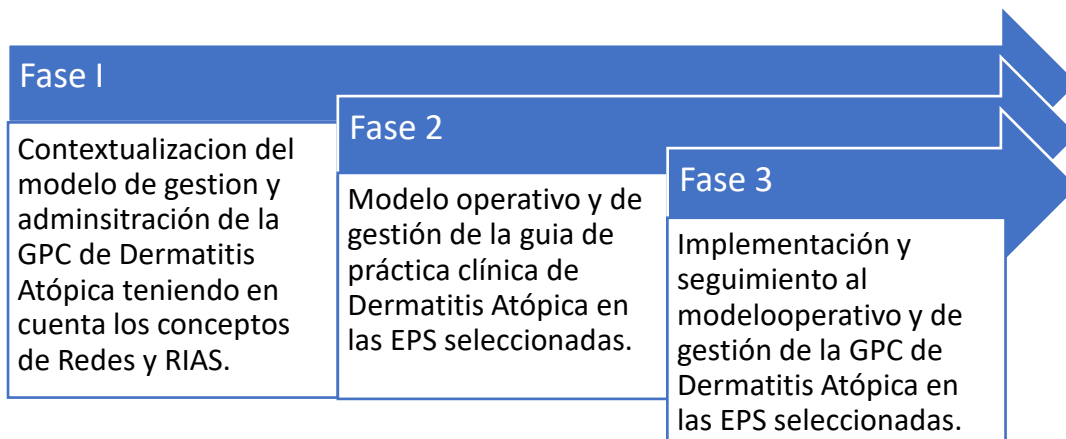 Fase I
Contextualizacion del
modelo de gestion y
adminsitración de la
GPC de Dermatitis
Atópica teniendo en
cuenta los conceptos
de Redes y RIAS.
Fase 2
Modelo operativo y de
gestión de la guia de
práctica clínica de
Dermatitis Atópica en
las EPS seleccionadas.
Fase 3
Implementación y
seguimiento al
modelooperativo y de
gestión de la GPC de
Dermatitis Atópica en
las EPS seleccionadas.